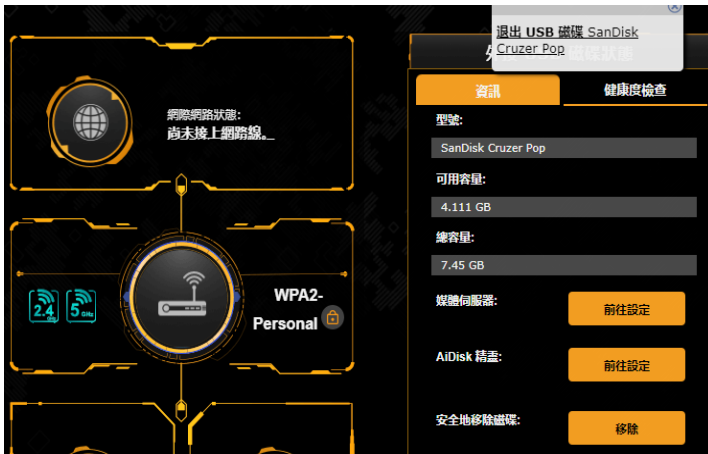 退出 USB 磁碟 SanDisk
Cruzer Pop
網際網路狀態:
尚未接上網路線。
2.4 GHz
5 GHz
WPA2-
Personal
資訊
健康度檢查
型號:
SanDisk Cruzer Pop
可用容量:
4.111 GB
總容量:
7.45 GB
媒體伺服器:
前往設定
AiDisk 精靈:
前往設定
安全地移除磁碟:
移除